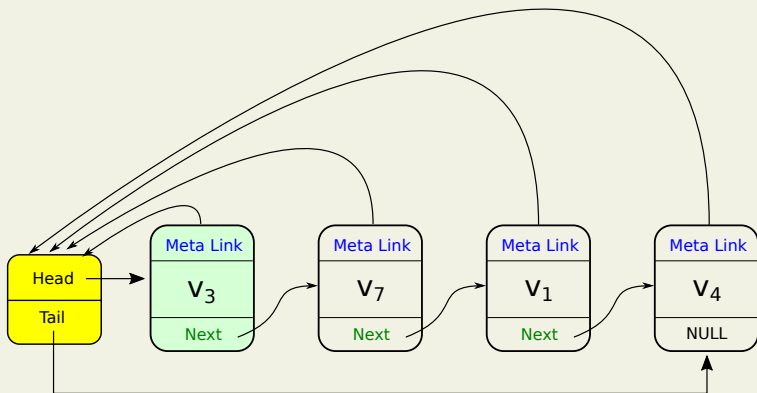 Head
Tail
Meta Link
v3
Next
Meta Link
v7
Next
Meta Link
v1
Next
Meta Link
v4
NULL